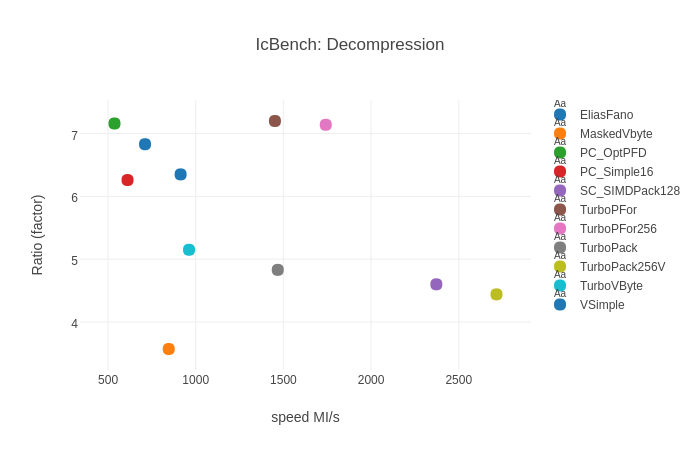 IcBench: Decompression
Ratio (factor)
7
6
5
4
500 1000 1500 2000 2500
speed MI/s
Aa
EliasFano
Aa
MaskedVbyte
Aa
PC_OptPFD
Aa
PC_Simple16
Aa
SC_SIMDPack128
Aa
TurboPFor
Aa
TurboPFor256
Aa
TurboPack
Aa
TurboPack256V
Aa
TurboVByte
Aa
VSimple